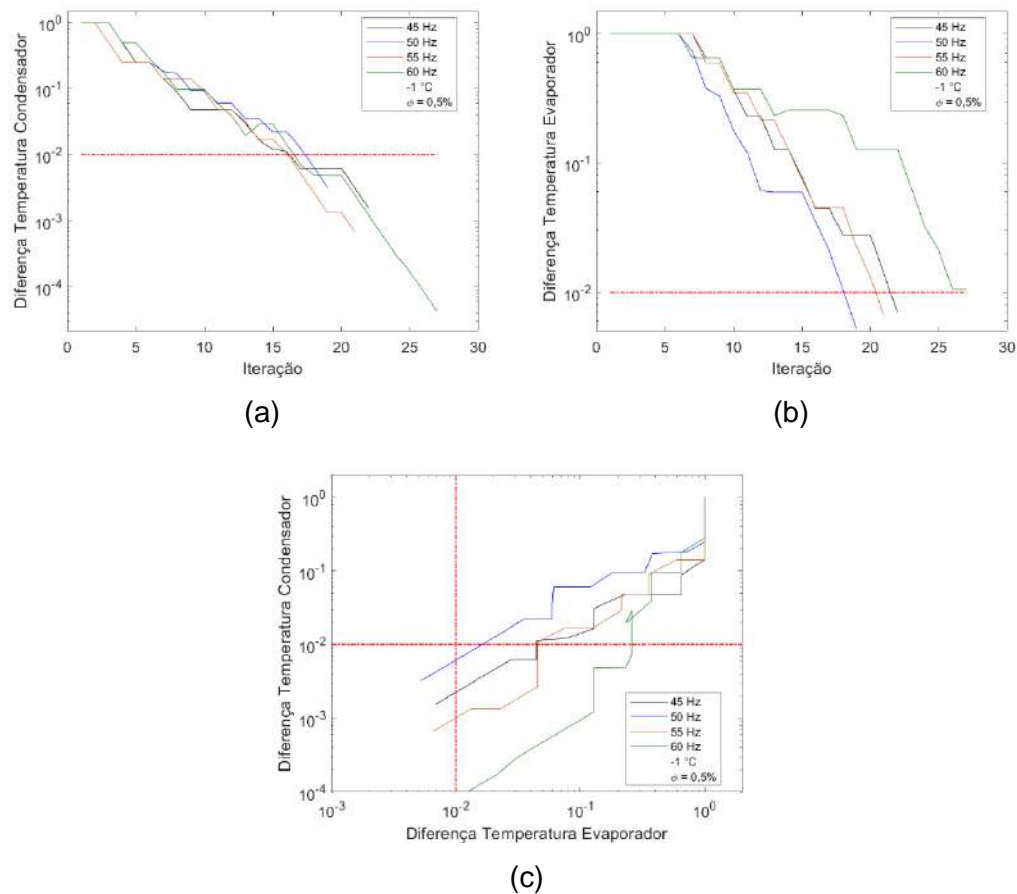 10^0
10^-1
10^-2
10^-3
10^-4
Diferença Temperatura Condensador
0 5 10 15 20 25 30
Iteração
45 Hz
50 Hz
55 Hz
60 Hz
-1 °C
ϕ = 0,5%
(a)
10^0
10^-1
10^-2
Diferença Temperatura Evaporador
0 5 10 15 20 25 30
Iteração
45 Hz
50 Hz
55 Hz
60 Hz
-1 °C
ϕ = 0,5%
(b)
10^0
10^-1
10^-2
10^-3
10^-4
Diferença Temperatura Condensador
10^-3 10^-2 10^-1 10^0
Diferença Temperatura Evaporador
45 Hz
50 Hz
55 Hz
60 Hz
-1 °C
ϕ = 0,5%
(c)